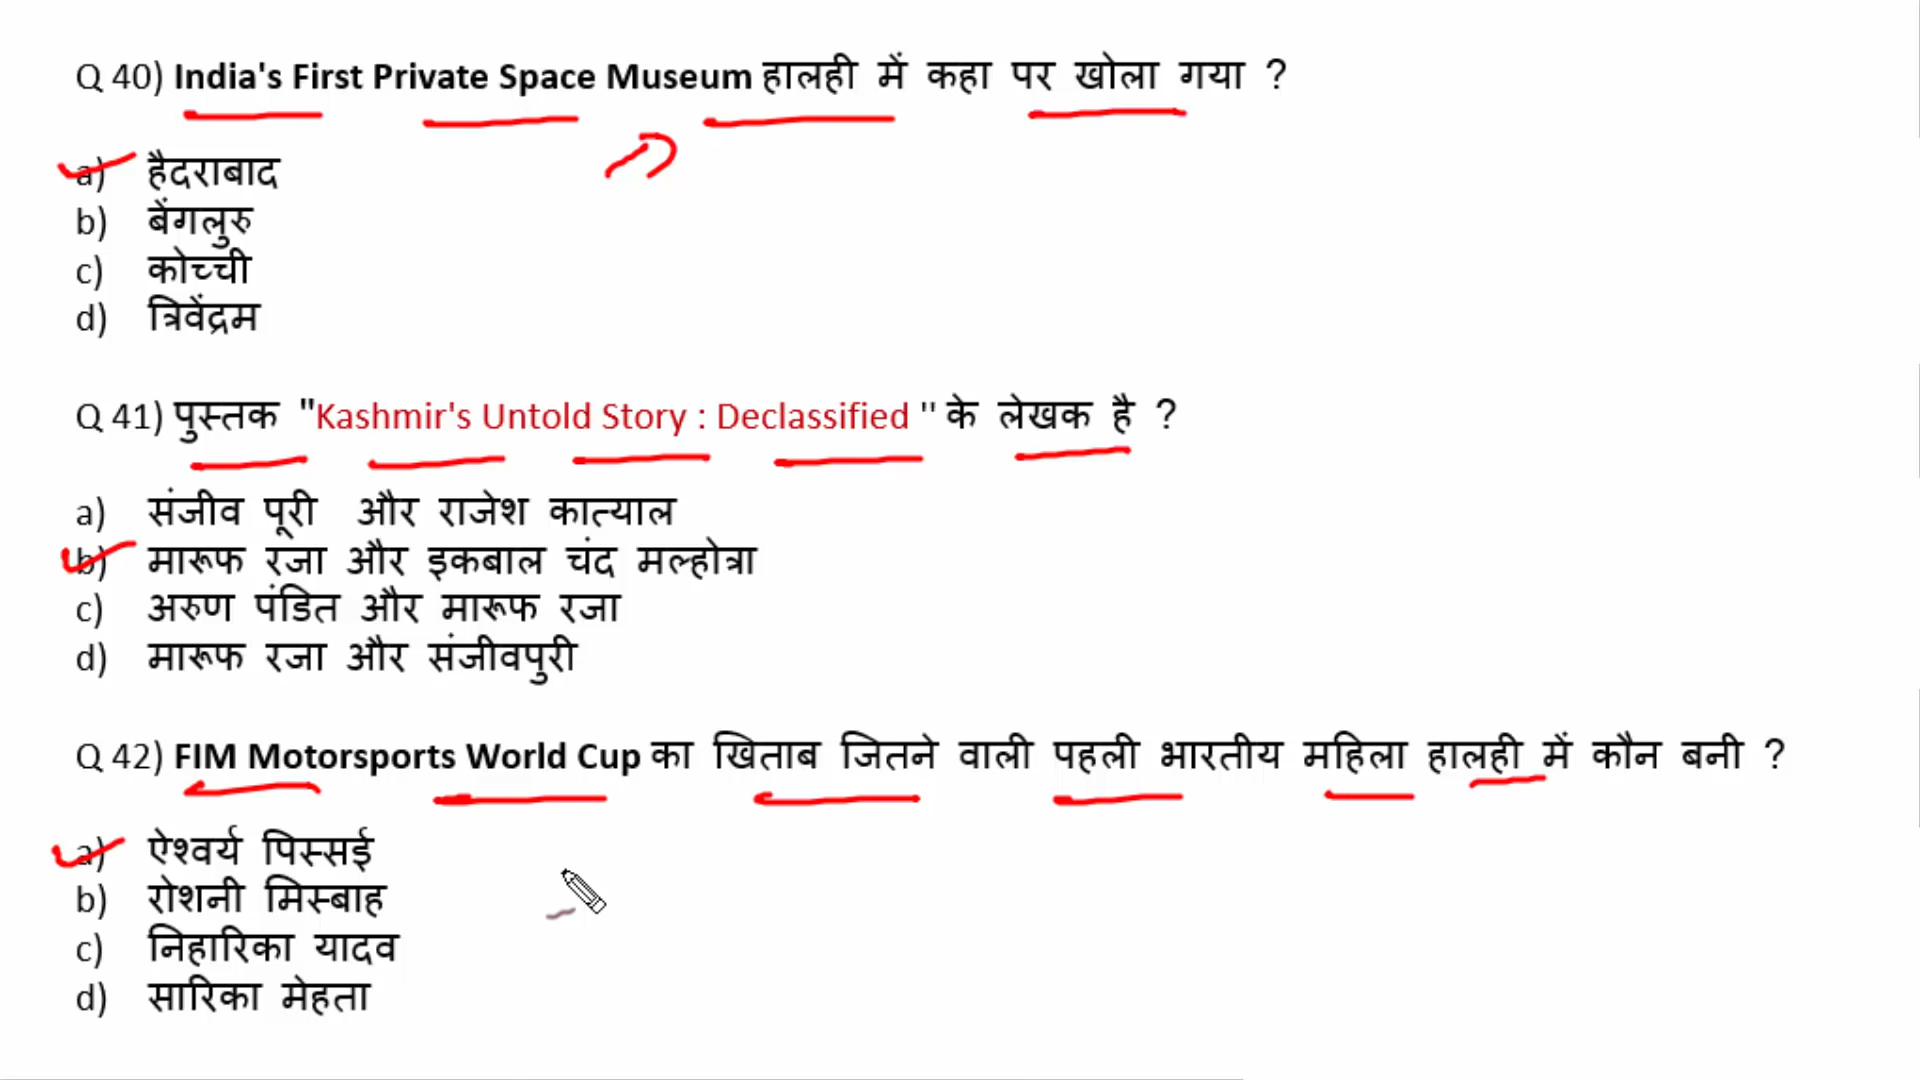 Q 40) India's First Private Space Museum हालही में कहा पर खोला गया ?
a) हैदराबाद
b) बेंगलुरु
c) कोच्ची
d) त्रिवेंद्रम
Q 41) पुस्तक "Kashmir's Untold Story : Declassified " के लेखक है ?
a) संजीव पूरी और राजेश कात्याल
b) मारूफ रजा और इकबाल चंद मल्होत्रा
c) अरुण पंडित और मारूफ रजा
d) मारूफ रजा और संजीवपुरी
Q 42) FIM Motorsports World Cup का खिताब जितने वाली पहली भारतीय महिला हालही में कौन बनी ?
a) ऐश्वर्य पिस्सई
b) रोशनी मिस्बाह
c) निहारिका यादव
d) सारिका मेहता